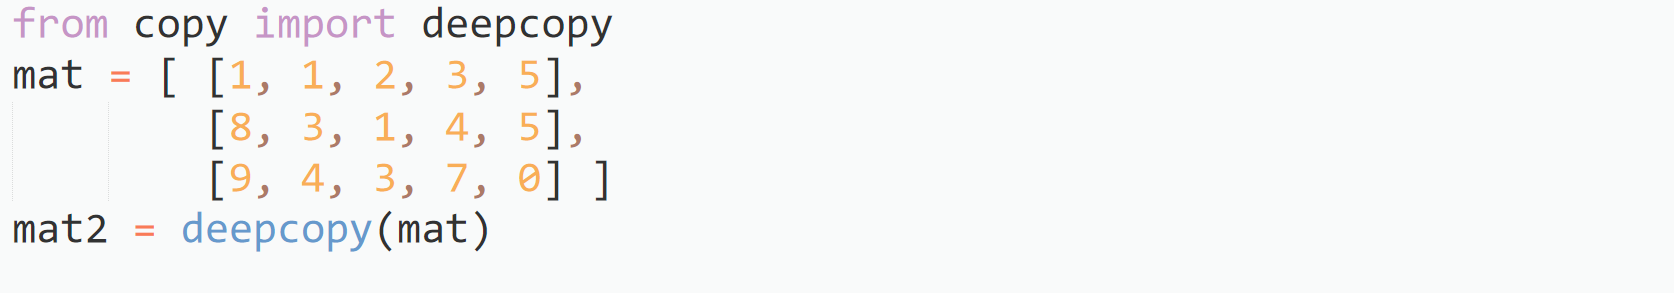 from copy import deepcopy
mat = [ [1, 1, 2, 3, 5],
        [8, 3, 1, 4, 5],
        [9, 4, 3, 7, 0] ]
mat2 = deepcopy(mat)